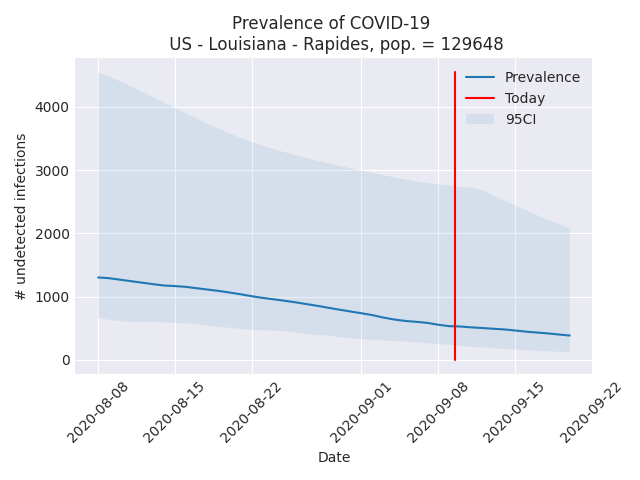 Prevalence of COVID-19
US - Louisiana - Rapides, pop. = 129648
Prevalence
Today
95CI
# undetected infections
4000
3000
2000
1000
0
2020-08-08
2020-08-15
2020-08-22
2020-09-01
2020-09-08
2020-09-15
2020-09-22
Date